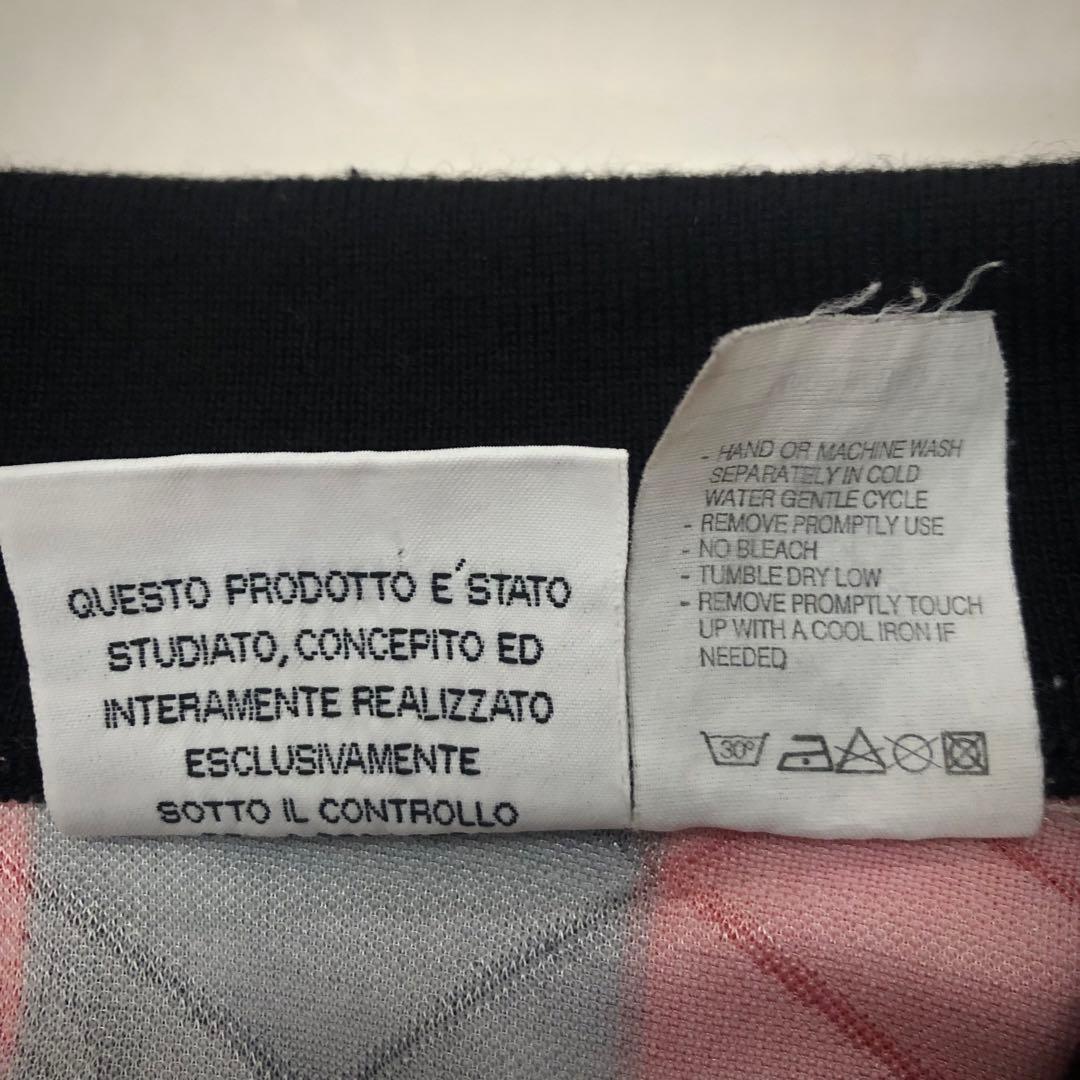 QUESTO PRODOTTO E´STATO
STUDIATO, CONCEPITO ED
INTERAMENTE REALIZZATO
ESCLUSIVAMENTE
SOTTO IL CONTROLLO
- HAND OR MACHINE WASH
SEPARATELY IN COLD
WATER GENTLE CYCLE
- REMOVE PROMPTLY USE
- NO BLEACH
- TUMBLE DRY LOW
- REMOVE PROMPTLY TOUCH
UP WITH A COOL IRON IF
NEEDED
30°